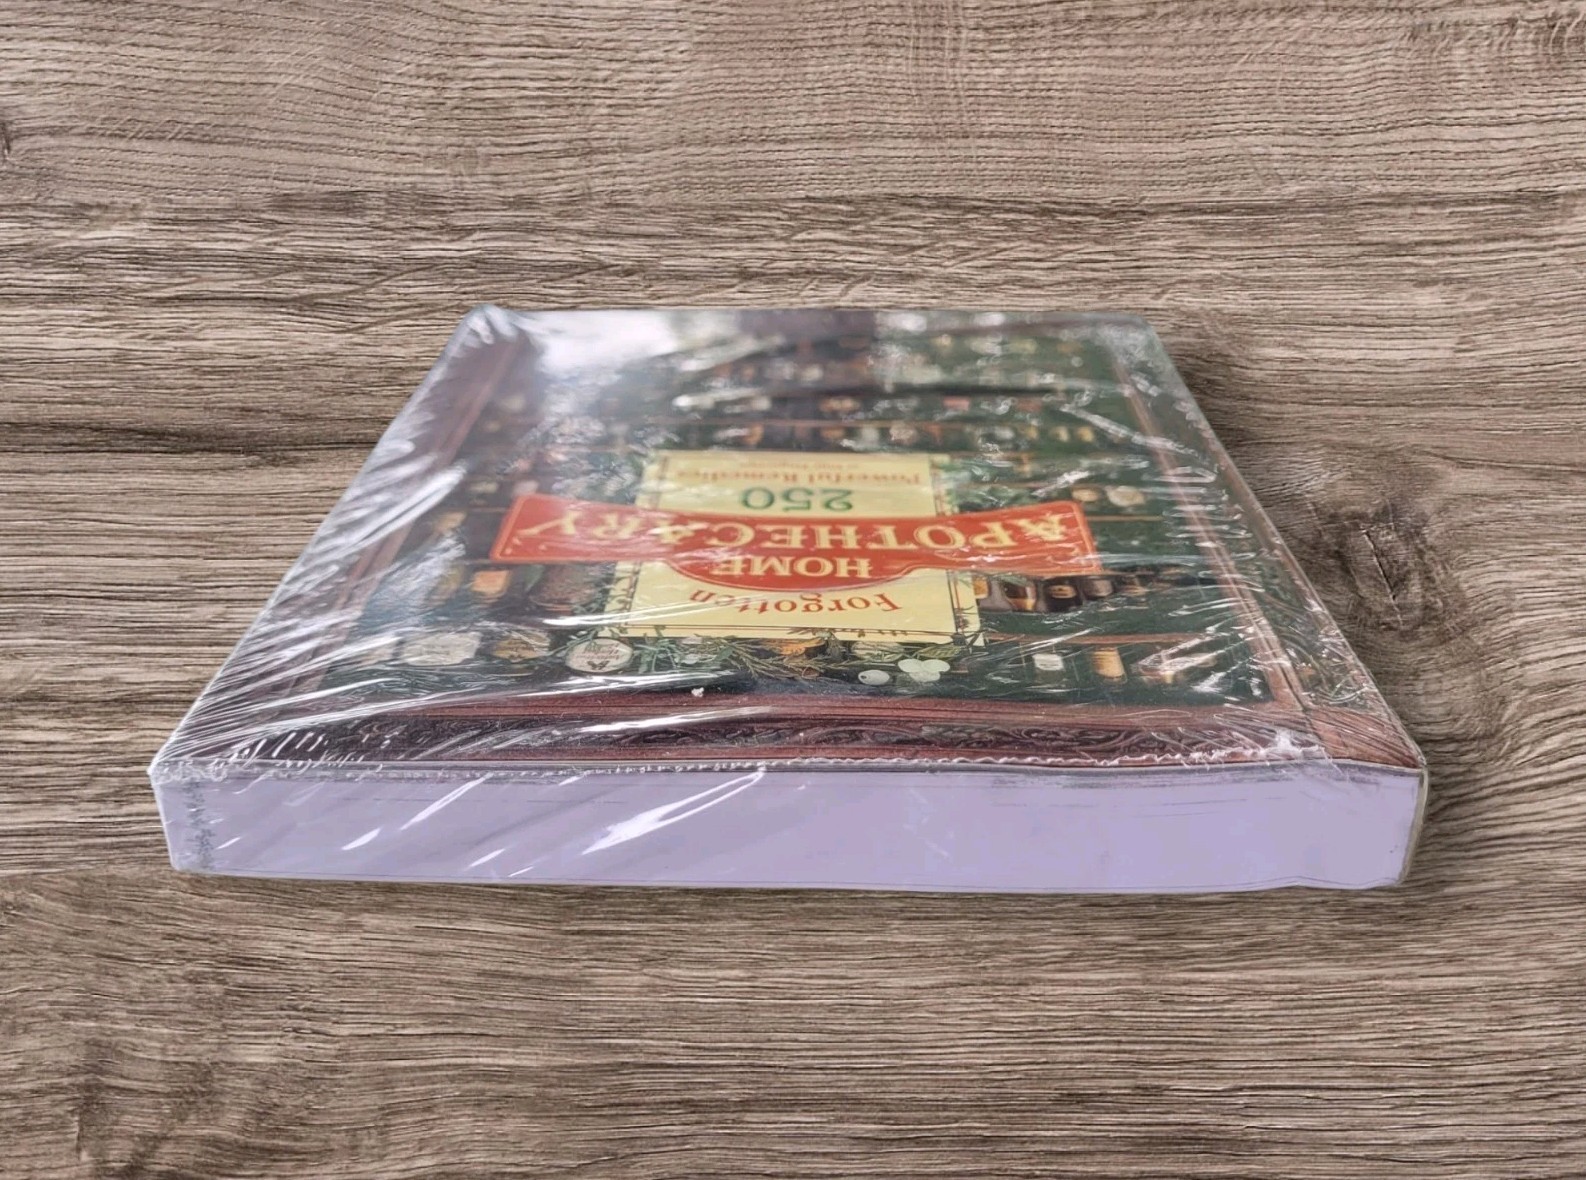 Forgotten
HOME
APOTHECARY
250
Powerful Remedies